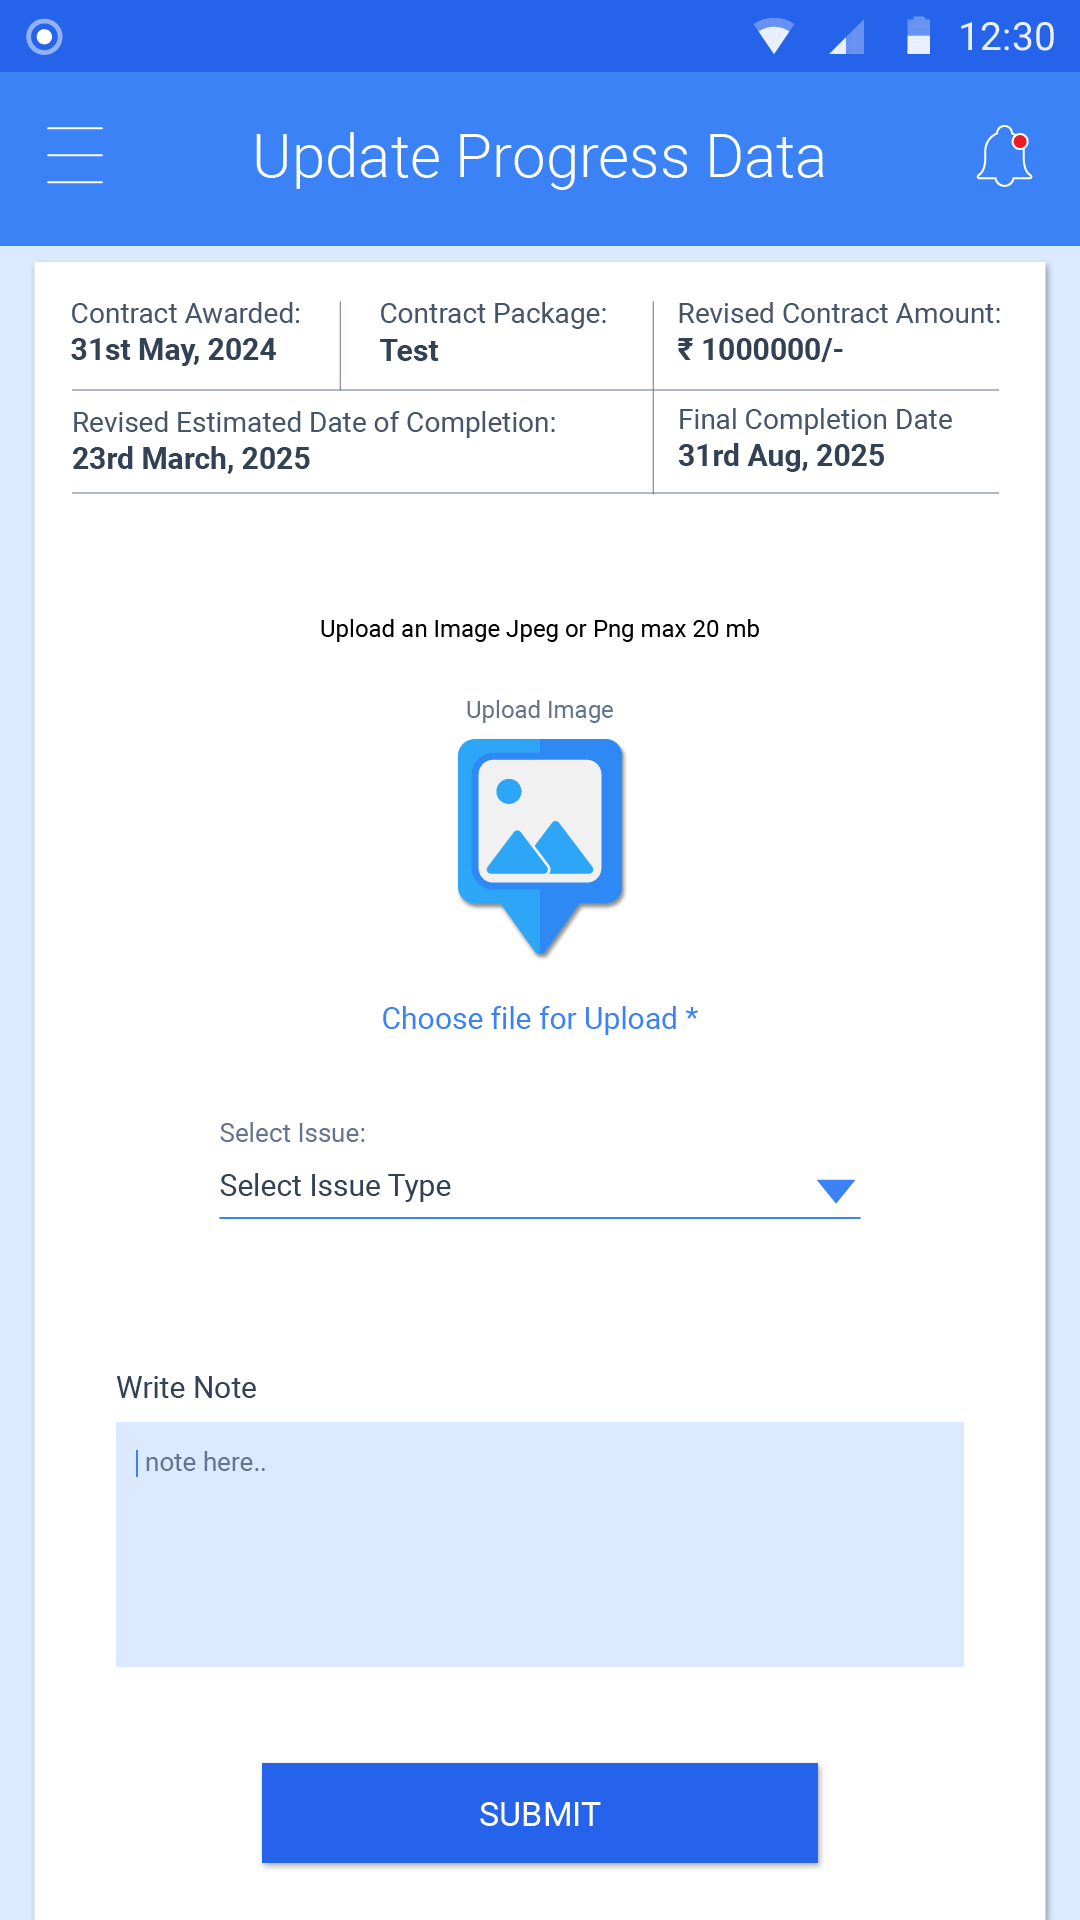 12:30
Update Progress Data
Contract Awarded:
31st May, 2024
Contract Package:
Test
Revised Contract Amount:
₹ 1000000/-
Revised Estimated Date of Completion:
23rd March, 2025
Final Completion Date
31rd Aug, 2025
Upload an Image Jpeg or Png max 20 mb
Upload Image
Choose file for Upload *
Select Issue:
Select Issue Type
Write Note
note here..
SUBMIT